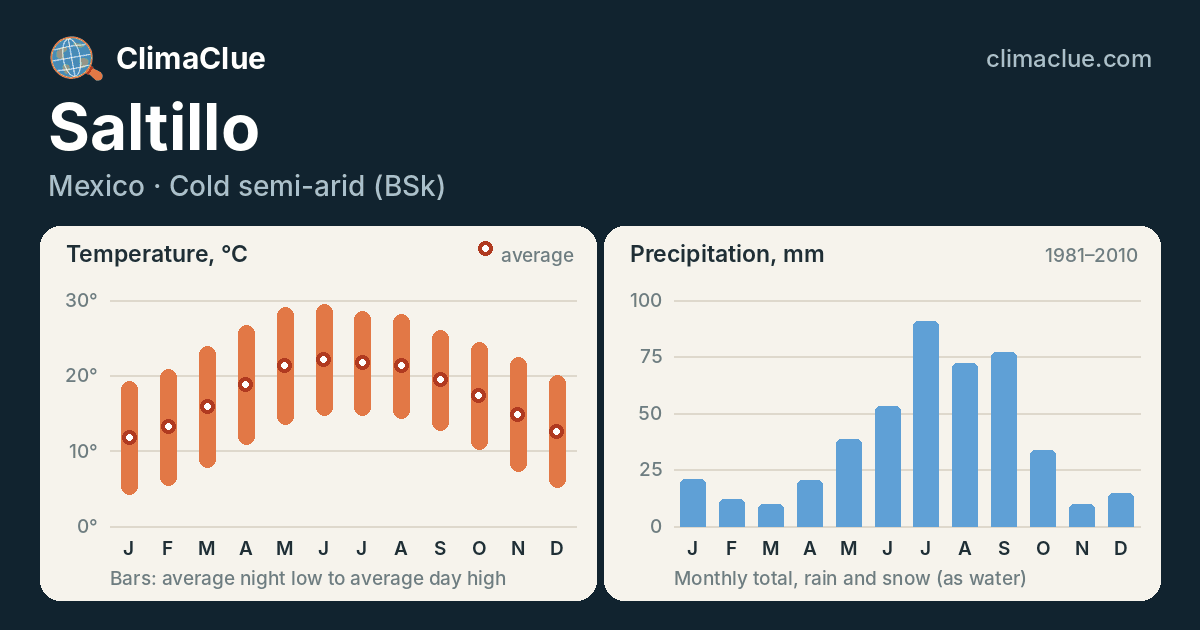 ClimaClue
climaclue.com
Saltillo
Mexico · Cold semi-arid (BSk)
Temperature, °C
average
30°
20°
10°
0°
J F M A M J J A S O N D
Bars: average night low to average day high
Precipitation, mm
1981–2010
100
75
50
25
0
J F M A M J J A S O N D
Monthly total, rain and snow (as water)